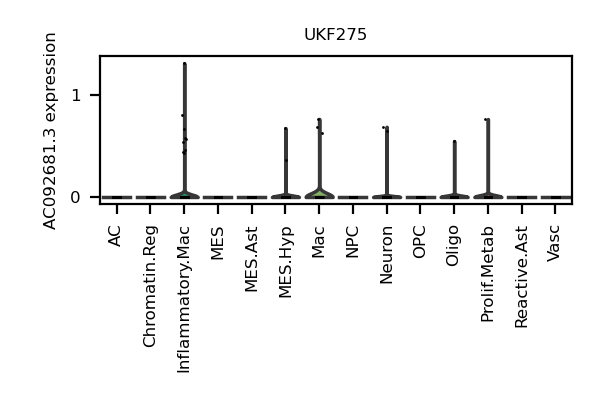 UKF275
AC092681.3 expression
1
0
AC
Chromatin.Reg
Inflammatory.Mac
MES
MES.Ast
MES.Hyp
Mac
NPC
Neuron
OPC
Oligo
Prolif.Metab
Reactive.Ast
Vasc